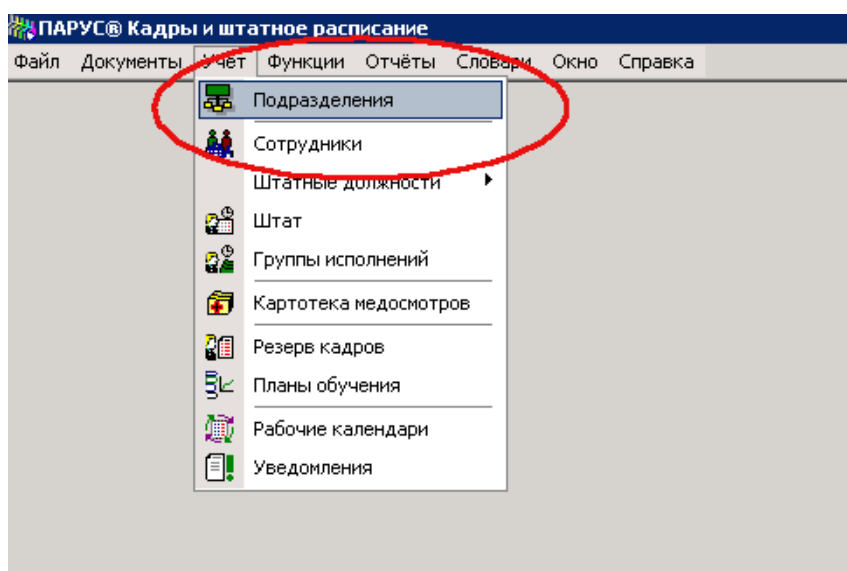 ПАРУС® Кадры и штатное расписание
Файл Документы Учёт Функции Отчёты Словари Окно Справка
Подразделения
Сотрудники
Штатные должности
Штат
Группы исполнений
Картотека медосмотров
Резерв кадров
Планы обучения
Рабочие календари
Уведомления